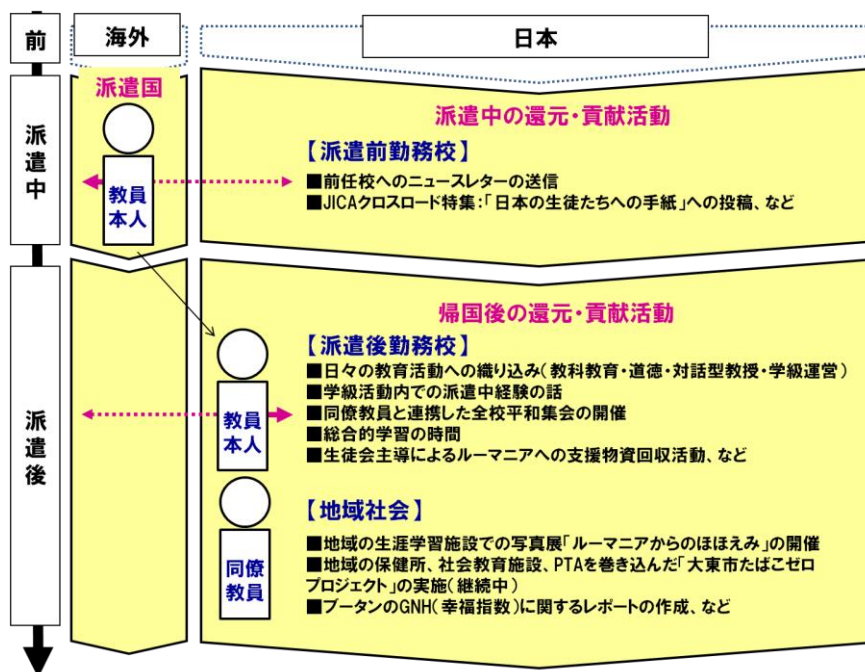 前
海外
日本
派遣中
派遣国
教員
本人
派遣中の還元・貢献活動
【派遣前勤務校】
■前任校へのニュースレターの送信
■JICAクロスロード特集:「日本の生徒たちへの手紙」への投稿、など
派遣後
帰国後の還元・貢献活動
【派遣後勤務校】
■日々の教育活動への織り込み(教科教育・道徳・対話型教授・学級運営)
■学級活動内での派遣中経験の話
■同僚教員と連携した全校平和集会の開催
■総合的学習の時間
■生徒会主導によるルーマニアへの支援物資回収活動、など
教員
本人
【地域社会】
■地域の生涯学習施設での写真展「ルーマニアからのほほえみ」の開催
■地域の保健所、社会教育施設、PTAを巻き込んだ「大東市たばこゼロ
プロジェクト」の実施(継続中)
■ブータンのGNH(幸福指数)に関するレポートの作成、など
同僚
教員